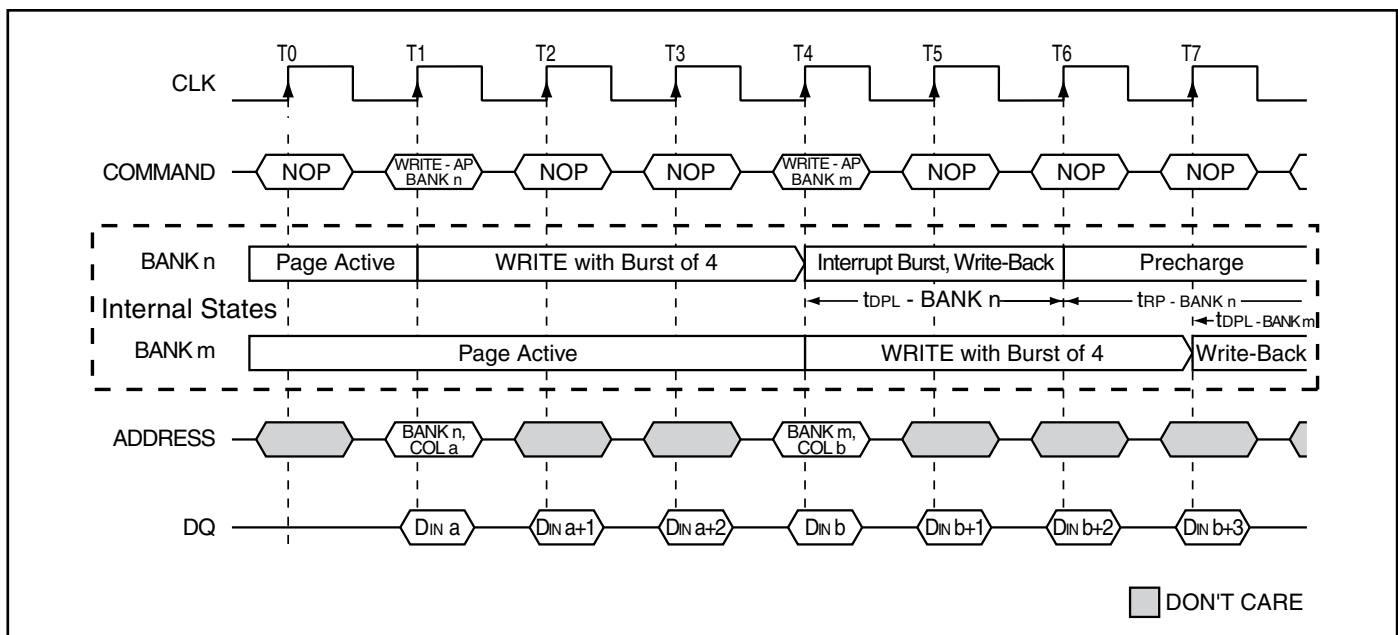 T0 T1 T2 T3 T4 T5 T6 T7
CLK
COMMAND NOP WRITE - AP BANK n NOP NOP WRITE - AP BANK m NOP NOP NOP
BANK n Page Active WRITE with Burst of 4 Interrupt Burst, Write-Back Precharge
tDPL - BANK n tRP - BANK n
Internal States
tDPL - BANK m
BANK m Page Active WRITE with Burst of 4 Write-Back
ADDRESS BANK n, COL a BANK m, COL b
DQ DIN a DIN a+1 DIN a+2 DIN b DIN b+1 DIN b+2 DIN b+3
DON'T CARE